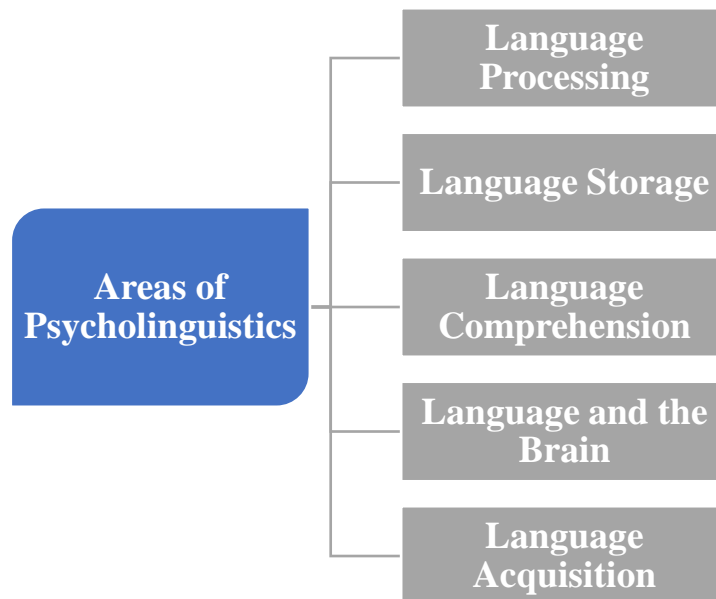 Areas of
Psycholinguistics
Language
Processing
Language Storage
Language
Comprehension
Language and the
Brain
Language
Acquisition